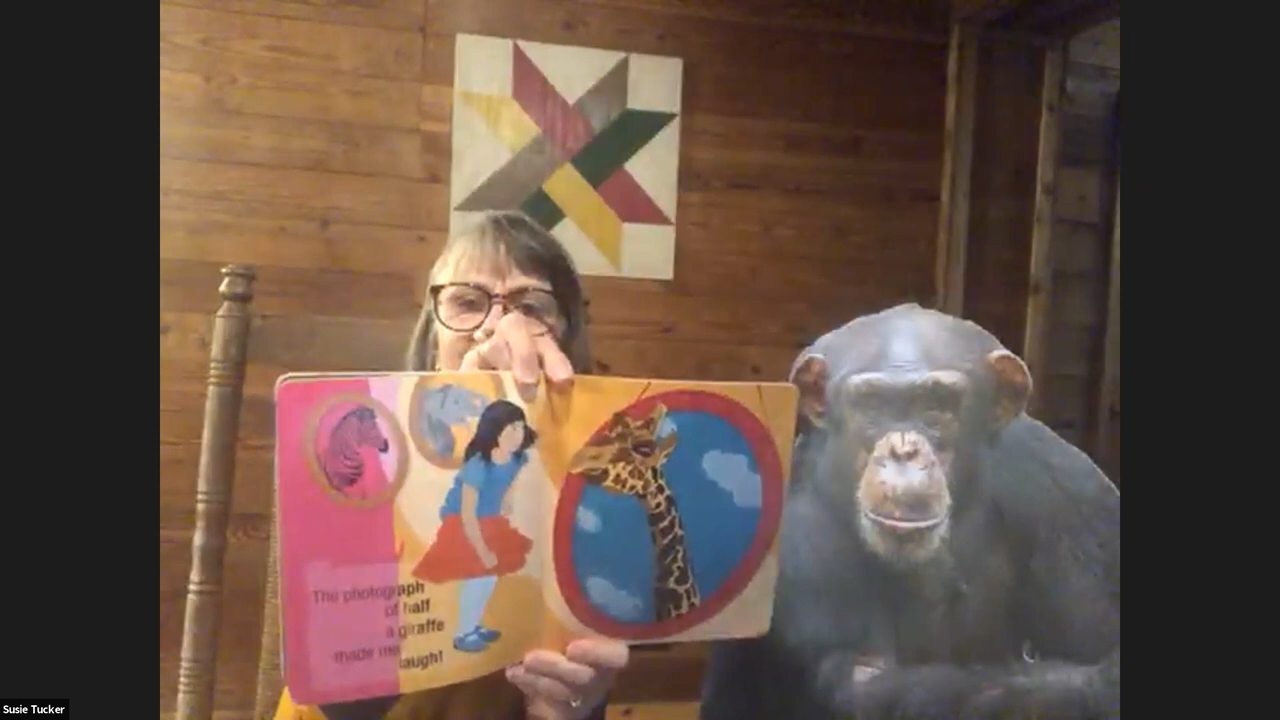 The photograph
of half
a giraffe
made me
laugh!
Susie Tucker